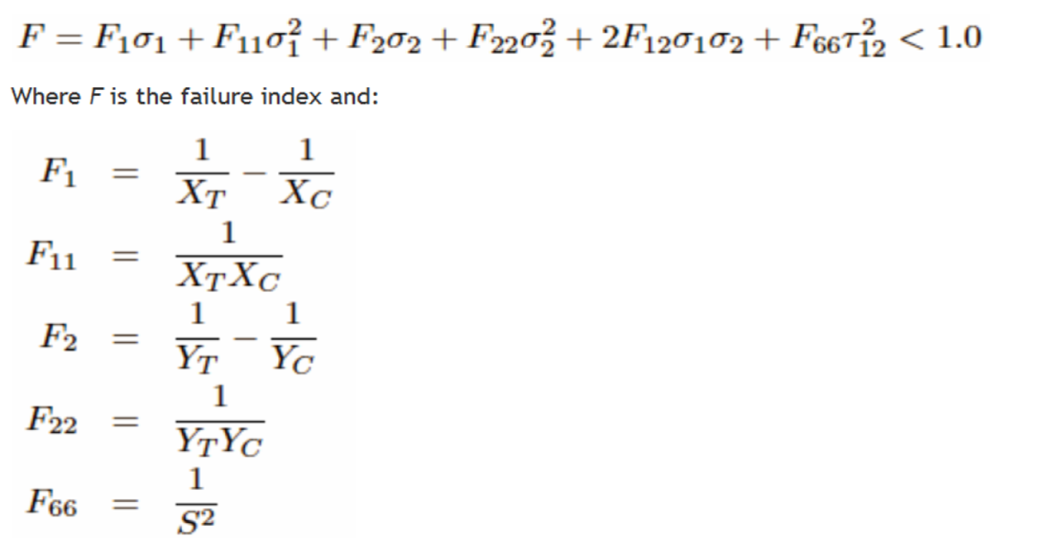 F = F₁σ₁ + F₁₁σ₁² + F₂σ₂ + F₂₂σ₂² + 2F₁₂σ₁σ₂ + F₆₆τ₁₂² < 1.0
Where F is the failure index and:
F₁ = 1/X_T − 1/X_C
F₁₁ = 1/(X_T X_C)
F₂ = 1/Y_T − 1/Y_C
F₂₂ = 1/(Y_T Y_C)
F₆₆ = 1/S²